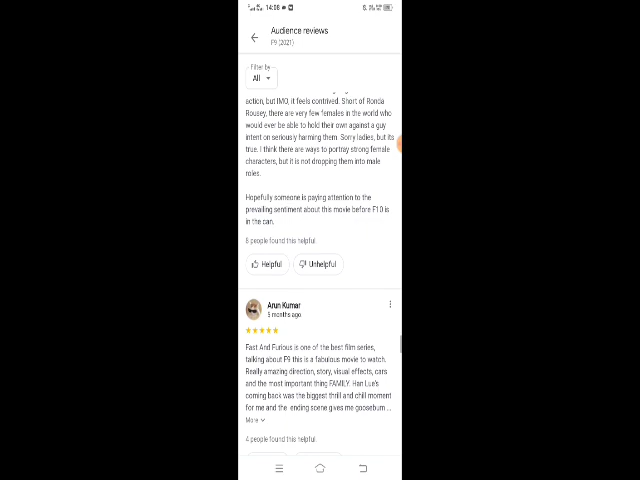 14:08
Audience reviews
F9 (2021)
Filter by
All
action, but IMO, it feels contrived. Short of Ronda
Rousey, there are very few females in the world who
would ever be able to hold their own against a guy
intent on seriously harming them. Sorry ladies, but its
true. I think there are ways to portray strong female
characters, but it is not dropping them into male
roles.
Hopefully someone is paying attention to the
prevailing sentiment about this movie before F10 is
in the can.
people found this helpful
Helpful
Unhelpful
Arun Kumar
5 months ago
Fast And Furious is one of the best film series,
talking about F9 this is a fabulous movie to watch.
Really amazing direction, story, visual effects, cars
and the most important thing FAMILY. Han Lue's
coming back was the biggest thrill and chill moment
for me and the ending scene gives me goosebum ...
More
4 people found this helpful